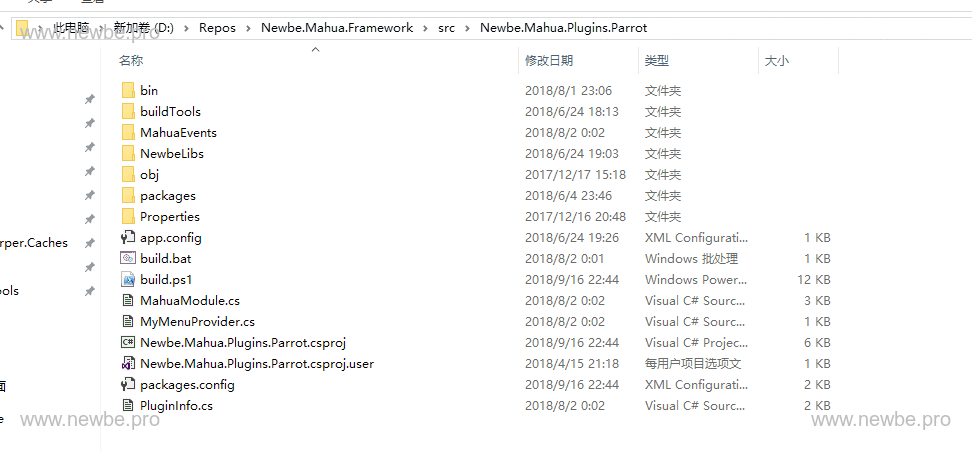 此电脑 › 新加卷 (D:) › Repos › Newbe.Mahua.Framework › src › Newbe.Mahua.Plugins.Parrot
www.newbe.pro
名称 修改日期 类型 大小
bin 2018/8/1 23:06 文件夹
buildTools 2018/6/24 18:13 文件夹
MahuaEvents 2018/8/2 0:02 文件夹
NewbeLibs 2018/6/24 19:03 文件夹
obj 2017/12/17 15:18 文件夹
packages 2018/6/4 23:46 文件夹
Properties 2017/12/16 20:48 文件夹
app.config 2018/6/24 19:26 XML Configurati... 1 KB
rper.Caches
build.bat 2018/8/2 0:01 Windows 批处理 1 KB
build.ps1 2018/9/16 22:44 Windows Power... 12 KB
ools
MahuaModule.cs 2018/8/2 0:02 Visual C# Sourc... 3 KB
MyMenuProvider.cs 2018/8/2 0:02 Visual C# Sourc... 1 KB
Newbe.Mahua.Plugins.Parrot.csproj 2018/9/16 22:44 Visual C# Projec... 6 KB
Newbe.Mahua.Plugins.Parrot.csproj.user 2018/4/15 21:18 每用户项目选项文 1 KB
面
packages.config 2018/9/16 22:44 XML Configurati... 2 KB
PluginInfo.cs 2018/8/2 0:02 Visual C# Sourc... 2 KB
e
www.newbe.pro www.newbe.pro